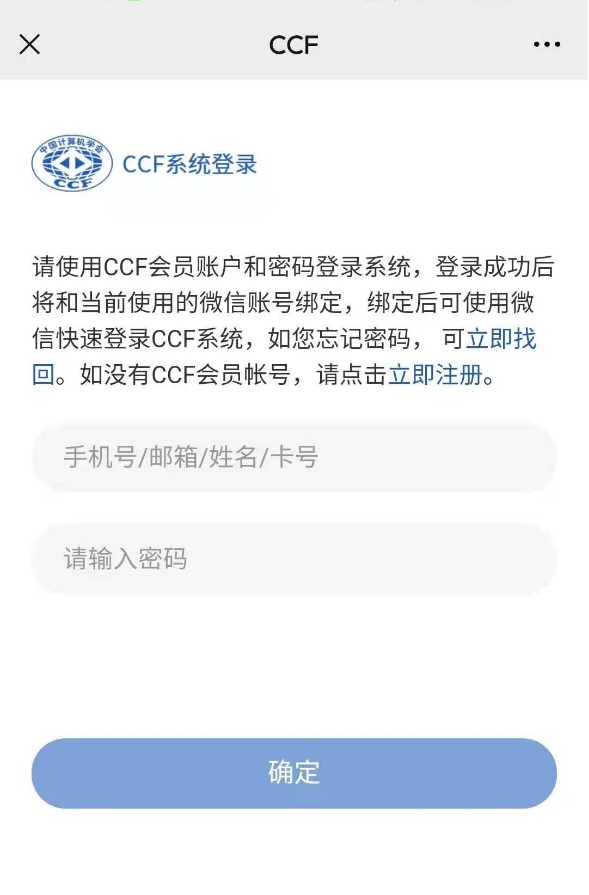 CCF
中国计算机学会
CCF
CCF系统登录
请使用CCF会员账户和密码登录系统，登录成功后
将和当前使用的微信账号绑定，绑定后可使用微
信快速登录CCF系统，如您忘记密码， 可立即找
回。如没有CCF会员帐号，请点击立即注册。
手机号/邮箱/姓名/卡号
请输入密码
确定